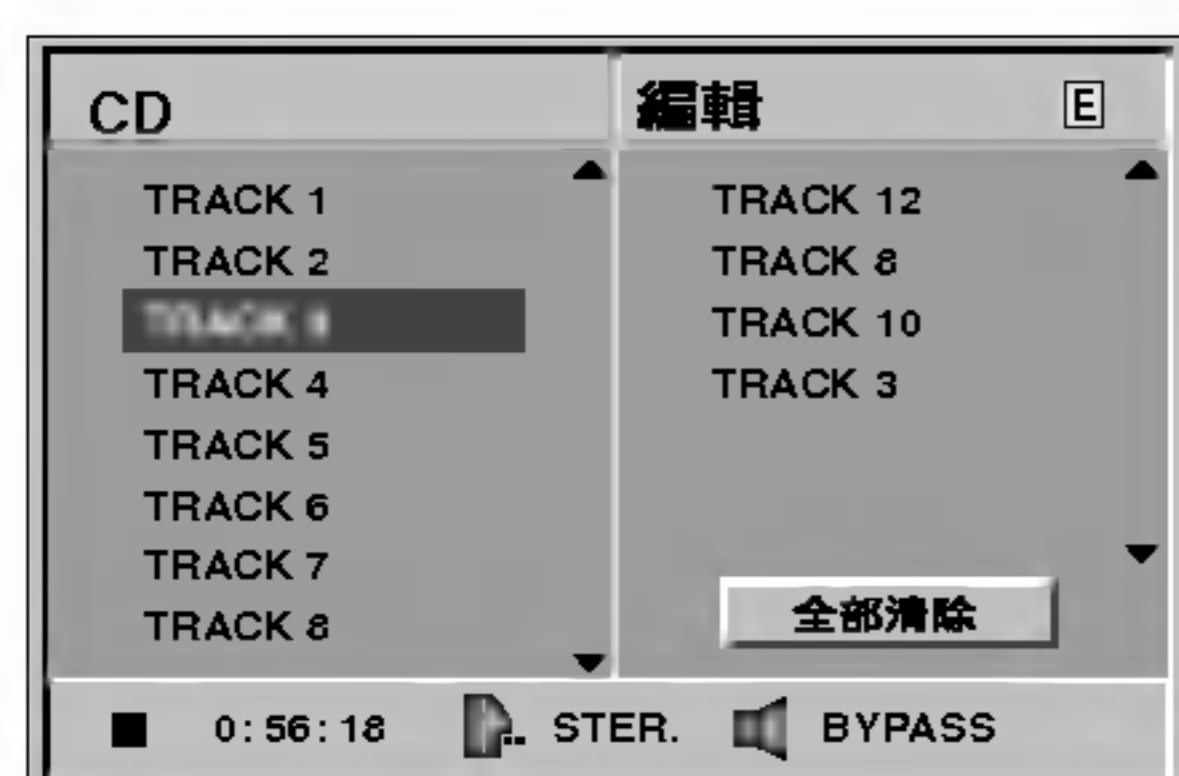 CD
TRACK 1
TRACK 2
TRACK 4
TRACK 5
TRACK 6
TRACK 7
TRACK 8
編輯 E
TRACK 12
TRACK 8
TRACK 10
TRACK 3
全部清除
0:56:18 STER. BYPASS